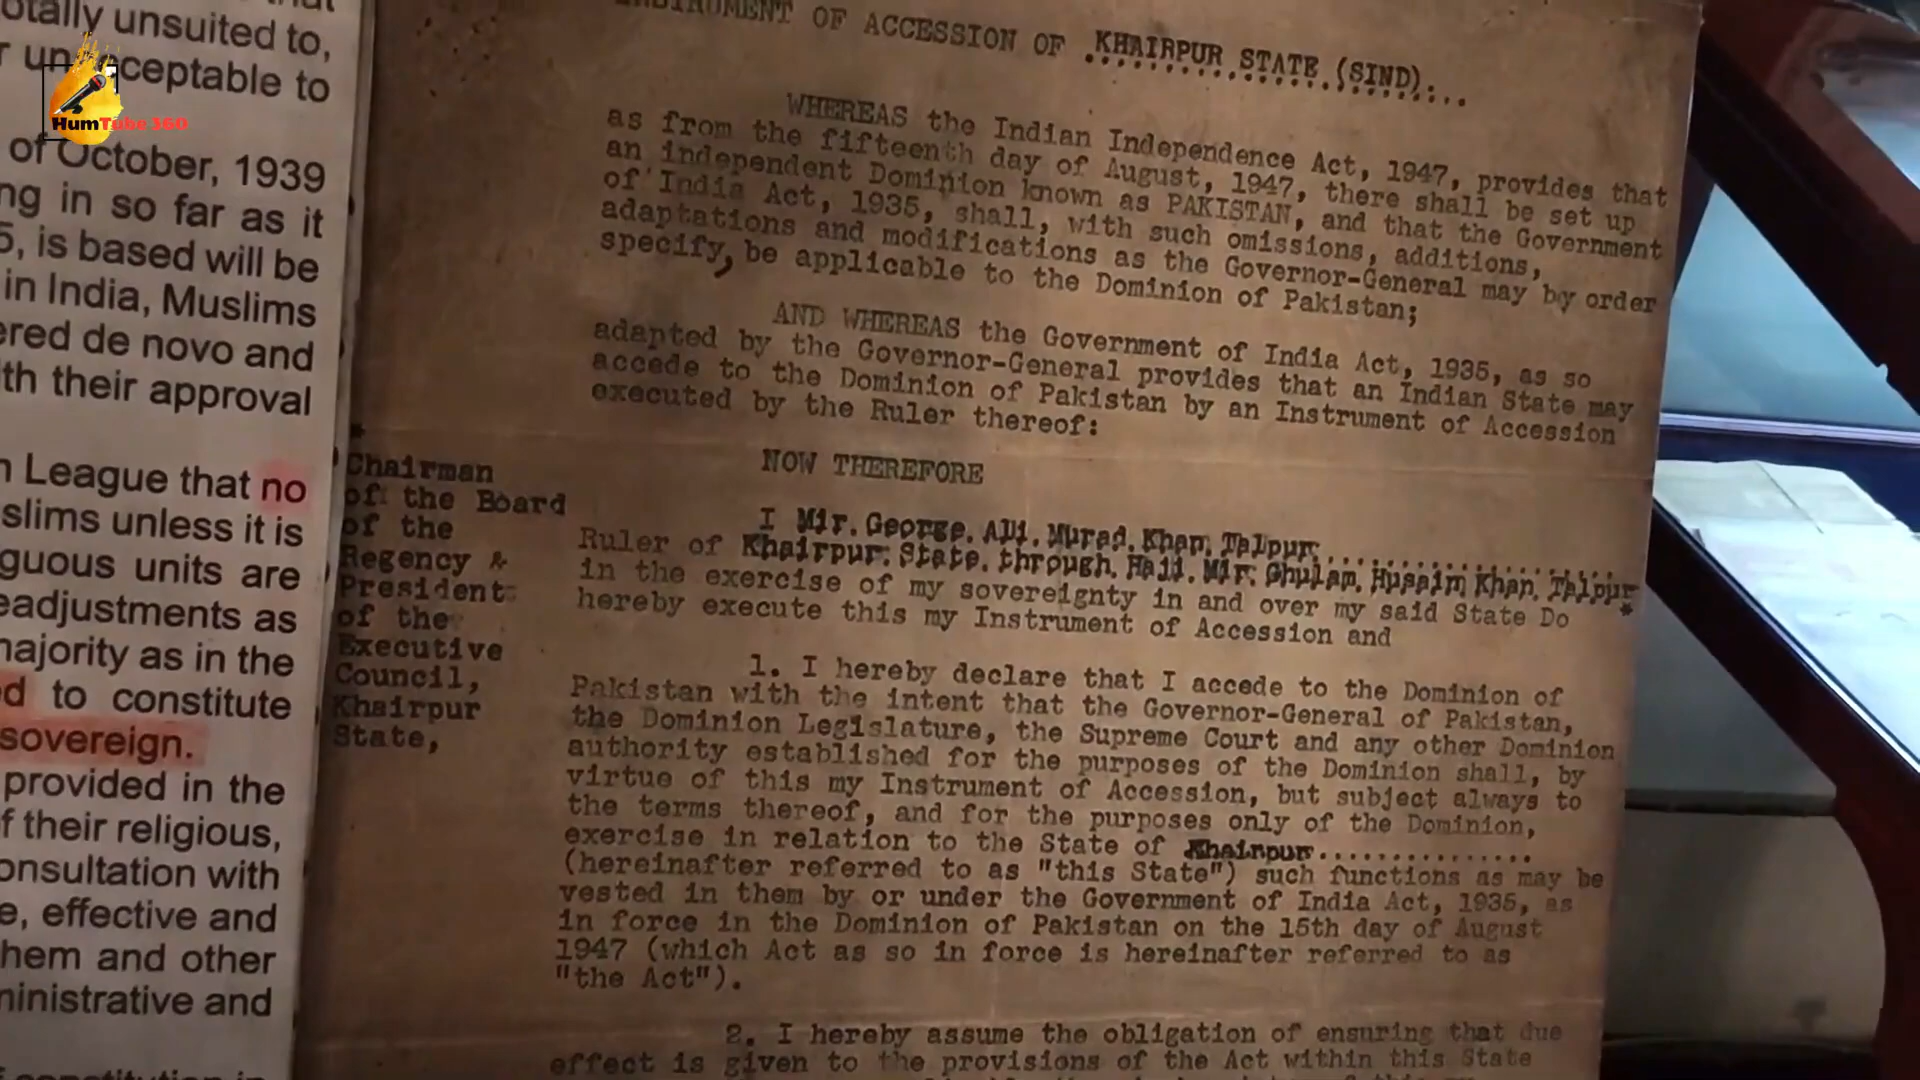 HumTube 360
otally unsuited to,
ceptable to
of October, 1939
ng in so far as it
5, is based will be
in India, Muslims
ered de novo and
th their approval
League that no
slims unless it is
guous units are
eadjustments as
najority as in the
d to constitute
sovereign.
provided in the
f their religious,
onsultation with
e, effective and
hem and other
ministrative and
INSTRUMENT OF ACCESSION OF KHAIRPUR STATE (SIND).
WHEREAS the Indian Independence Act, 1947, provides that
as from the fifteenth day of August, 1947, there shall be set up
an independent Dominion known as PAKISTAN, and that the Government
of India Act, 1935, shall, with such omissions, additions,
adaptations and modifications as the Governor-General may by order
specify, be applicable to the Dominion of Pakistan;
AND WHEREAS the Government of India Act, 1935, as so
adapted by the Governor-General provides that an Indian State may
accede to the Dominion of Pakistan by an Instrument of Accession
executed by the Ruler thereof:
NOW THEREFORE
I Mir.George.Ali.Murad.Khan.Talpur..............
Ruler of Khairpur.State.through.Haji.Mir.Ghulam.Husain Khan.Talpur
in the exercise of my sovereignty in and over my said State Do *
hereby execute this my Instrument of Accession and
*
Chairman
of the Board
of the
Regency &
President
of the
Executive
Council,
Khairpur
State,
1. I hereby declare that I accede to the Dominion of
Pakistan with the intent that the Governor-General of Pakistan,
the Dominion Legislature, the Supreme Court and any other Dominion
authority established for the purposes of the Dominion shall, by
virtue of this my Instrument of Accession, but subject always to
the terms thereof, and for the purposes only of the Dominion,
exercise in relation to the State of Khairpur...............
(hereinafter referred to as "this State") such functions as may be
vested in them by or under the Government of India Act, 1935, as
in force in the Dominion of Pakistan on the 15th day of August
1947 (which Act as so in force is hereinafter referred to as
"the Act").
2. I hereby assume the obligation of ensuring that due
effect is given to the provisions of the Act within this State